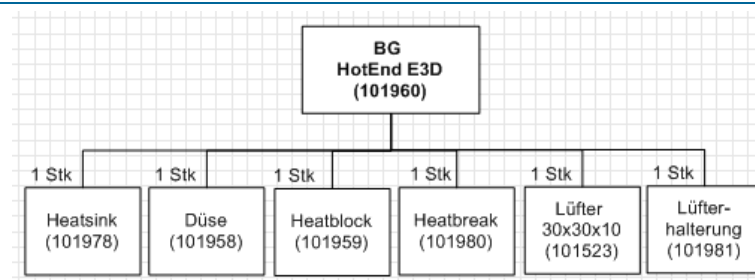 BG
HotEnd E3D
(101960)
1 Stk
1 Stk
1 Stk
1 Stk
1 Stk
1 Stk
Heatsink
(101978)
Düse
(101958)
Heatblock
(101959)
Heatbreak
(101980)
Lüfter
30x30x10
(101523)
Lüfter-
halterung
(101981)